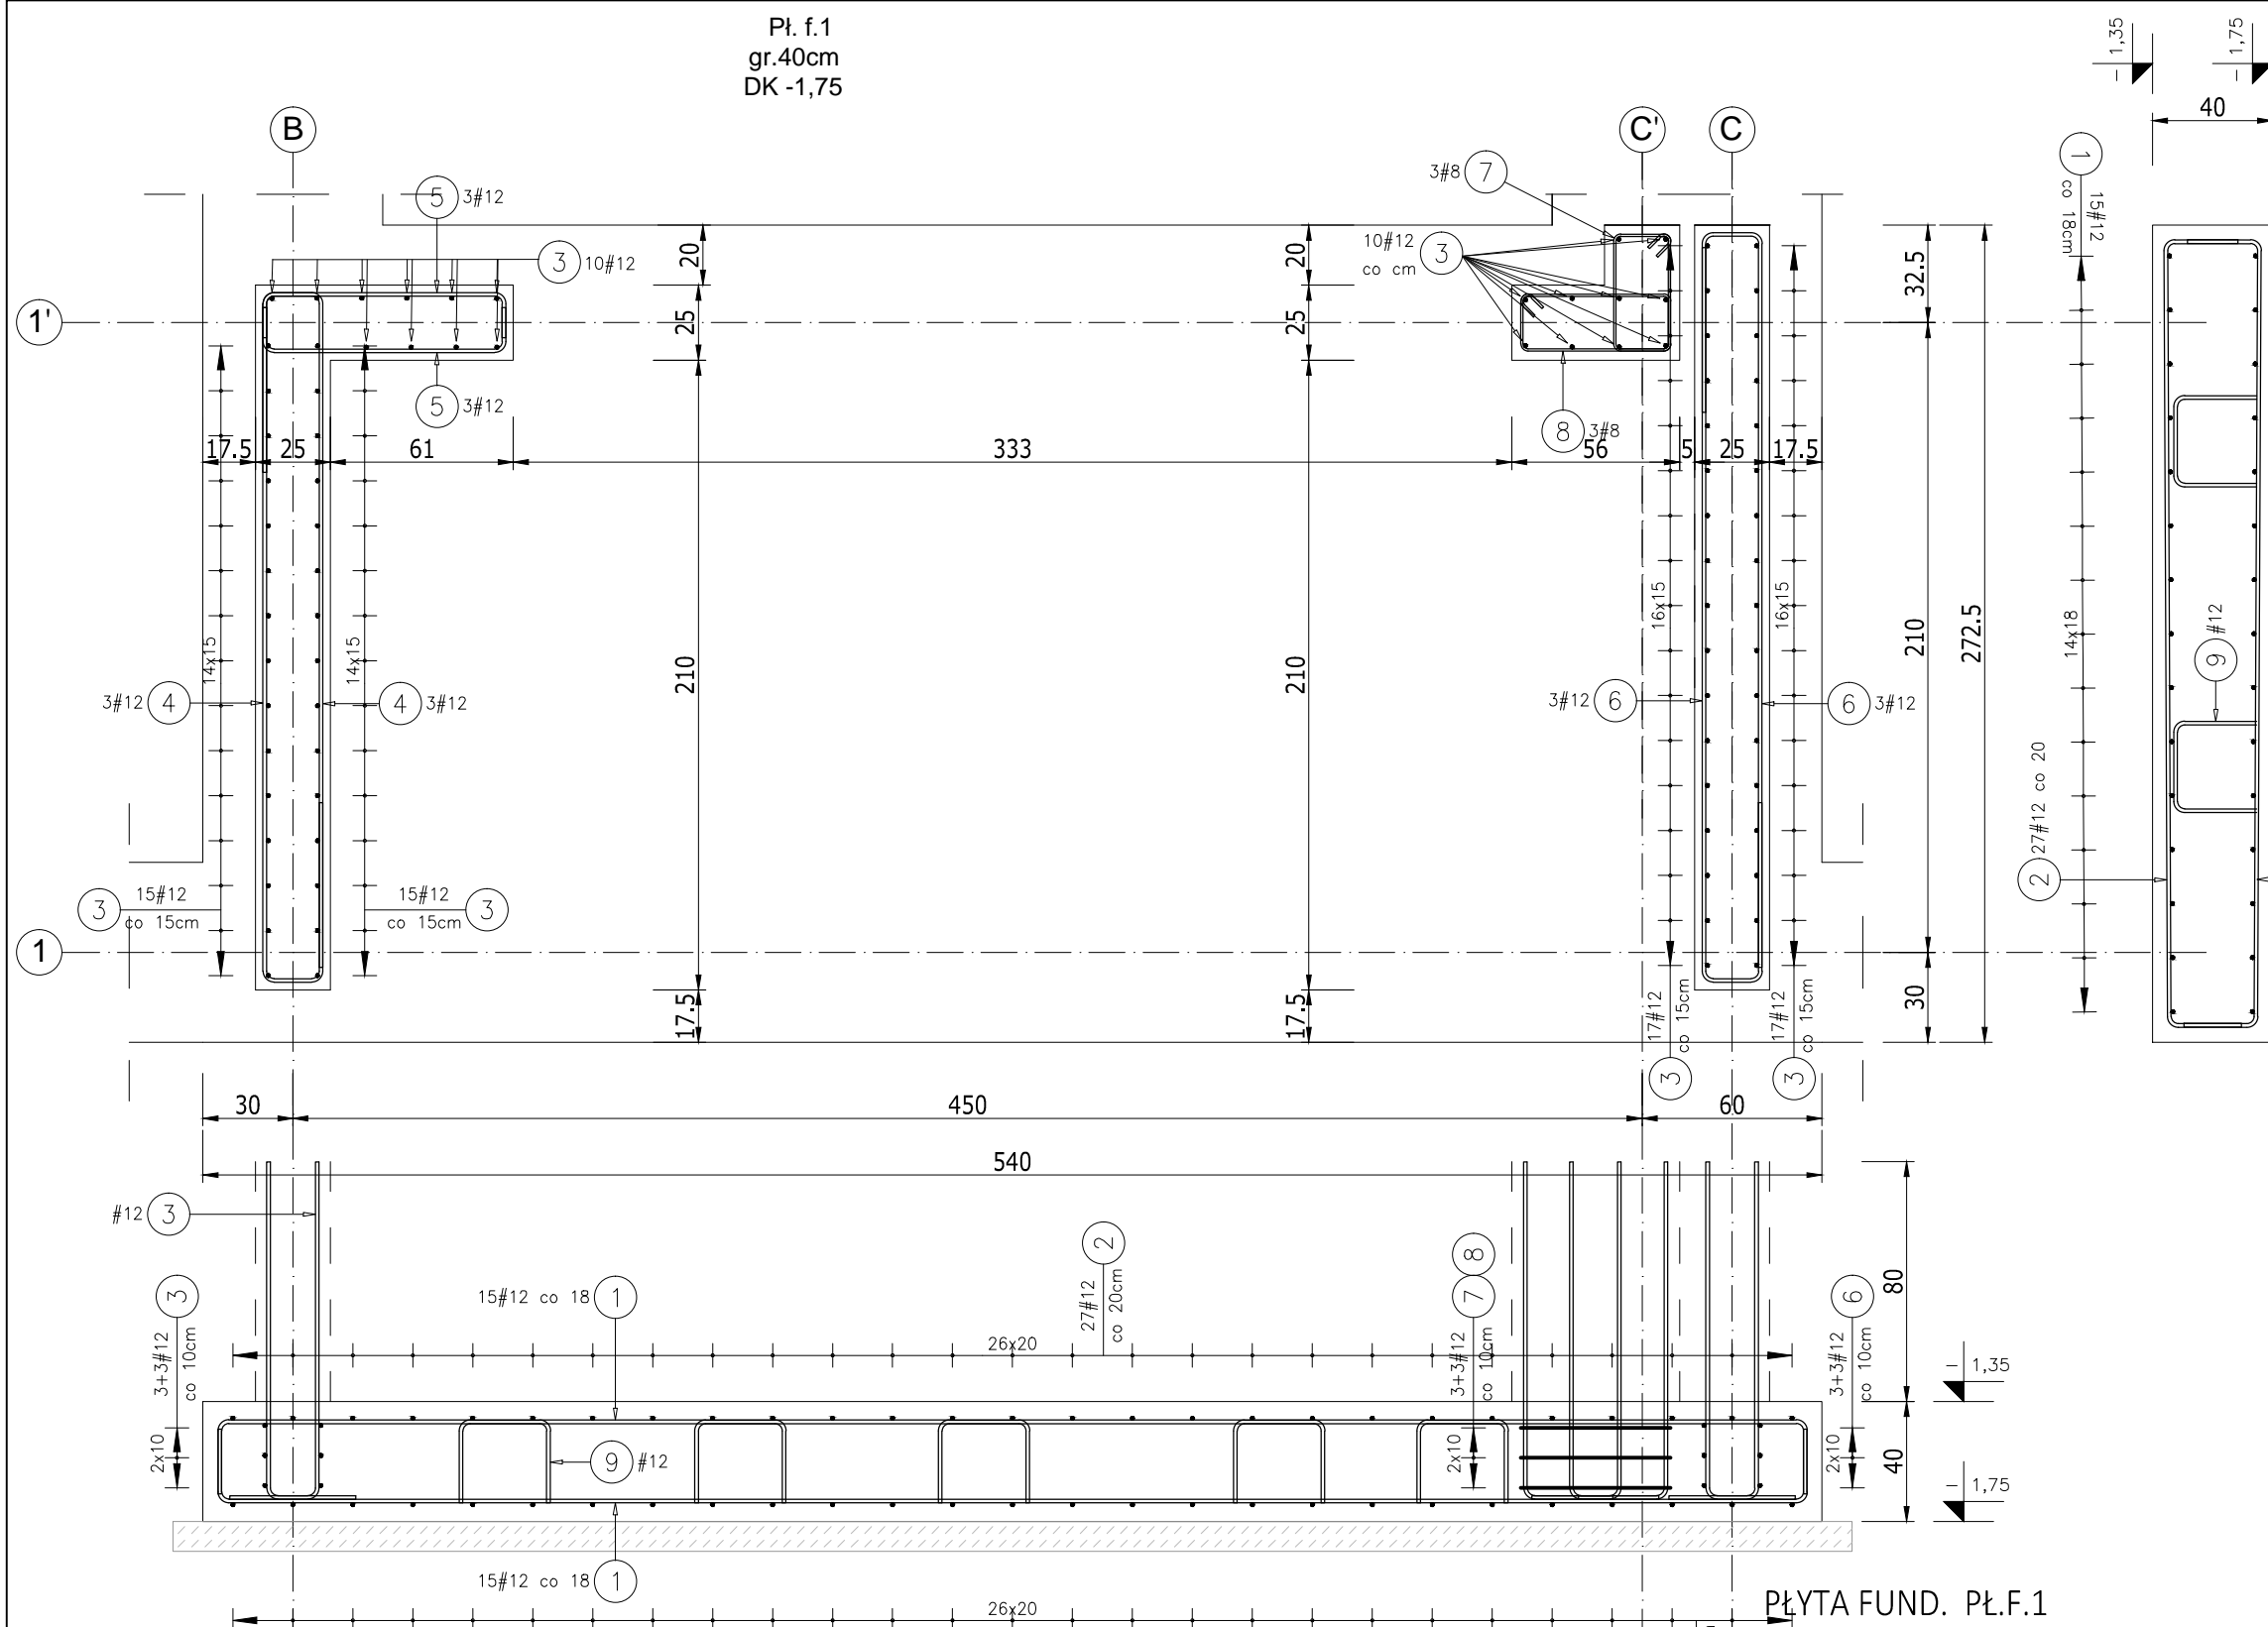 Pł. f.1
gr.40cm
DK -1,75
- 1,35
- 1,75
40
B
C'
C
3#8 7
5 3#12
3 10#12
10#12
co cm
3
1
15#12
co 18cm
20
20
25
25
32.5
1'
5 3#12
8 3#8
17.5
25
61
333
56
5
25
17.5
14x15
14x15
16x15
16x15
210
210
210
272.5
14x18
9 #12
3#12 4
4 3#12
3#12 6
6 3#12
2 27#12 co 20
3 15#12
co 15cm
15#12
co 15cm 3
1
17.5
17.5
30
3 17#12
co 15cm
3 17#12
co 15cm
30
450
60
540
#12 3
2
27#12
co 20cm
80
3
3+3#12
co 10cm
15#12 co 18 1
8
7
3+3#12
co 10cm
6
3+3#12
co 10cm
26x20
- 1,35
2x10
9 #12
2x10
2x10
40
- 1,75
15#12 co 18 1
26x20
PŁYTA FUND. PŁ.F.1